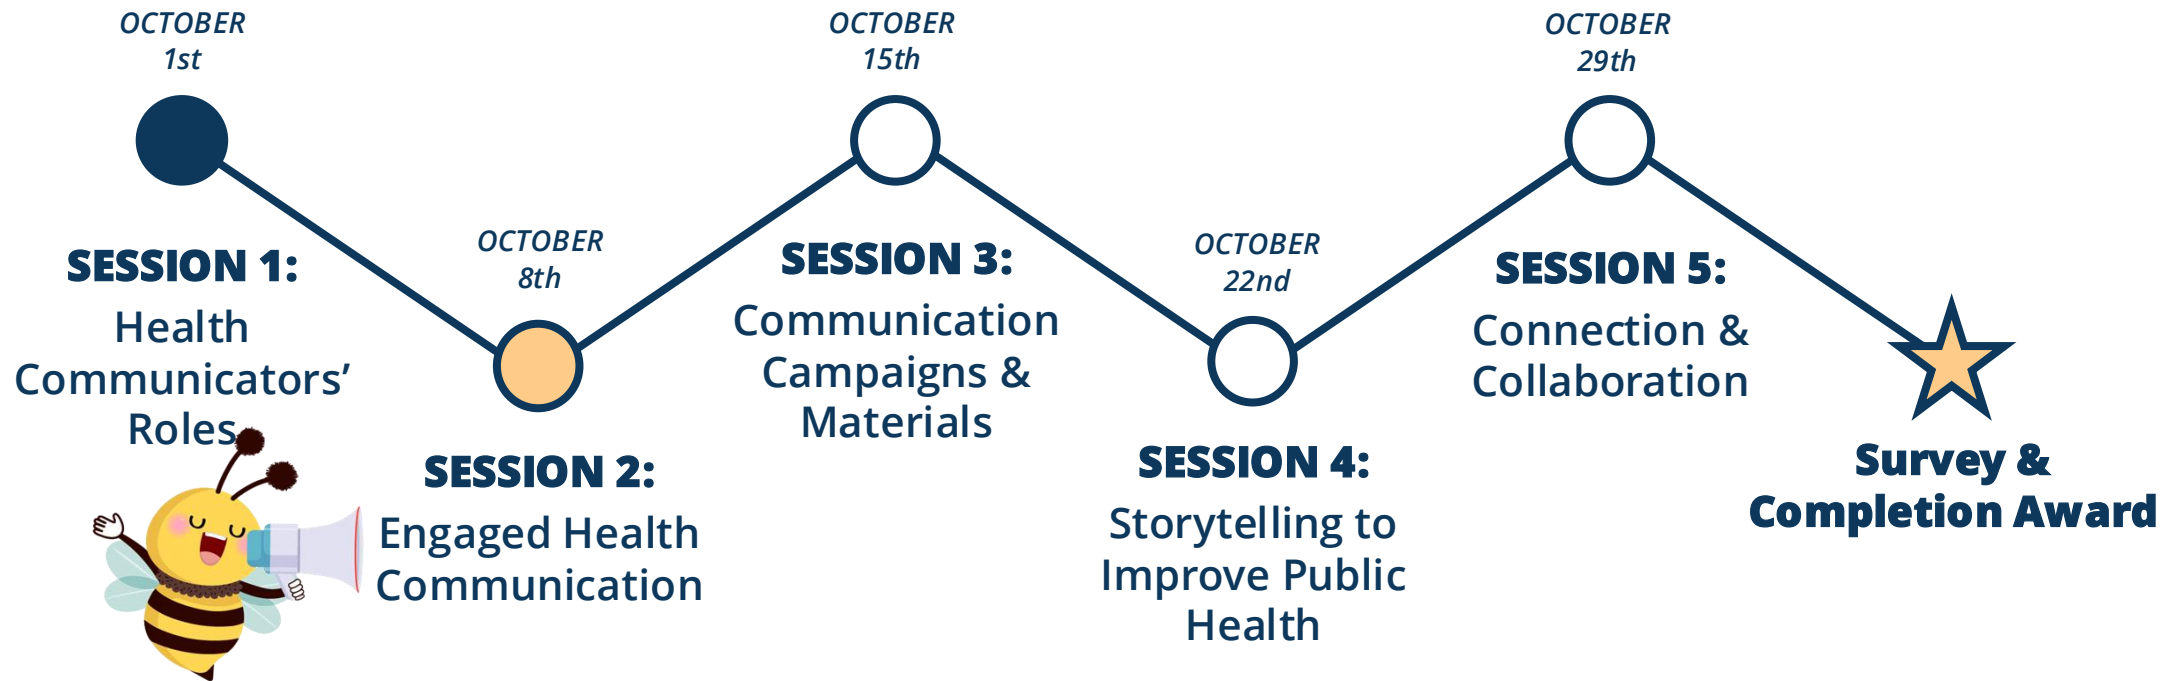 OCTOBER
1st
SESSION 1:
Health
Communicators’
Roles
OCTOBER
8th
SESSION 2:
Engaged Health
Communication
OCTOBER
15th
SESSION 3:
Communication
Campaigns &
Materials
OCTOBER
22nd
SESSION 4:
Storytelling to
Improve Public
Health
OCTOBER
29th
SESSION 5:
Connection &
Collaboration
Survey &
Completion Award